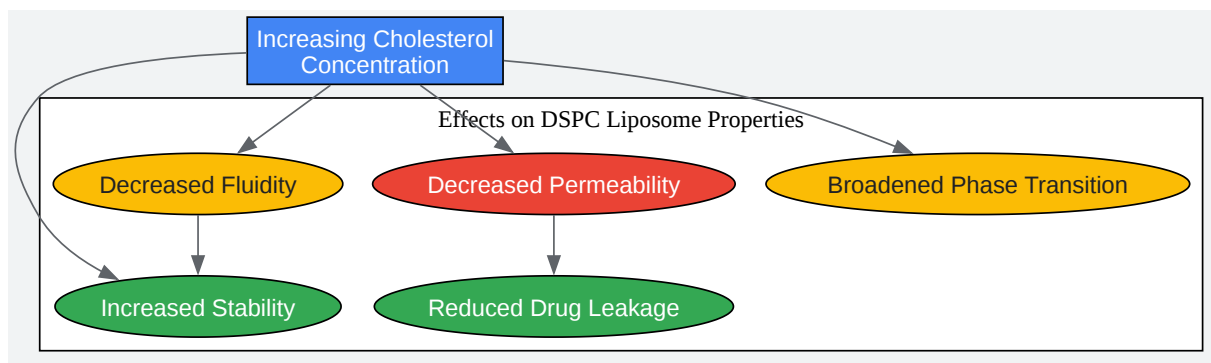 Increasing Cholesterol
Concentration
Effects on DSPC Liposome Properties
Decreased Fluidity
Decreased Permeability
Broadened Phase Transition
Increased Stability
Reduced Drug Leakage